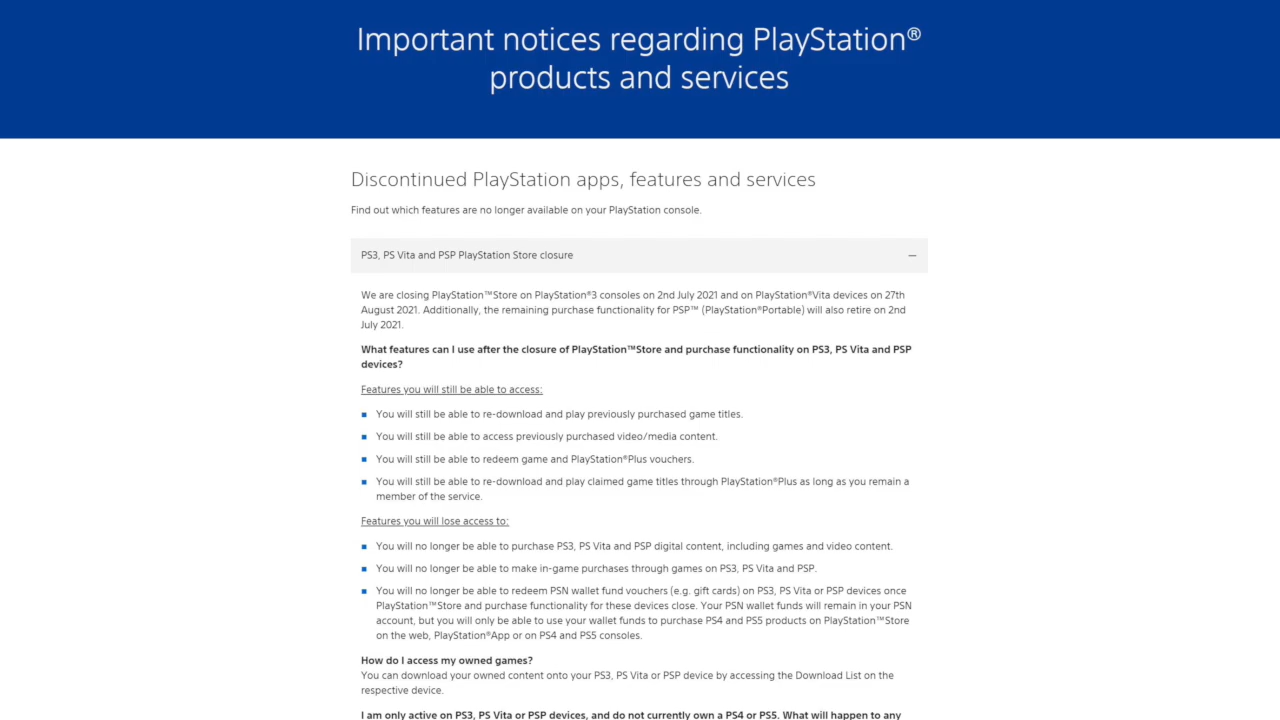 Important notices regarding PlayStation®
products and services
Discontinued PlayStation apps, features and services
Find out which features are no longer available on your PlayStation console.
PS3, PS Vita and PSP PlayStation Store closure
We are closing PlayStation™Store on PlayStation®3 consoles on 2nd July 2021 and on PlayStation®Vita devices on 27th
August 2021. Additionally, the remaining purchase functionality for PSP™ (PlayStation®Portable) will also retire on 2nd
July 2021.
What features can I use after the closure of PlayStation™Store and purchase functionality on PS3, PS Vita and PSP
devices?
Features you will still be able to access:
You will still be able to re-download and play previously purchased game titles.
You will still be able to access previously purchased video/media content.
You will still be able to redeem game and PlayStation®Plus vouchers.
You will still be able to re-download and play claimed game titles through PlayStation®Plus as long as you remain a
member of the service.
Features you will lose access to:
You will no longer be able to purchase PS3, PS Vita and PSP digital content, including games and video content.
You will no longer be able to make in-game purchases through games on PS3, PS Vita and PSP.
You will no longer be able to redeem PSN wallet fund vouchers (e.g. gift cards) on PS3, PS Vita or PSP devices once
PlayStation™Store and purchase functionality for these devices close. Your PSN wallet funds will remain in your PSN
account, but you will only be able to use your wallet funds to purchase PS4 and PS5 products on PlayStation™Store
on the web, PlayStation®App or on PS4 and PS5 consoles.
How do I access my owned games?
You can download your owned content onto your PS3, PS Vita or PSP device by accessing the Download List on the
respective device.
I am only active on PS3, PS Vita or PSP devices, and do not currently own a PS4 or PS5. What will happen to any